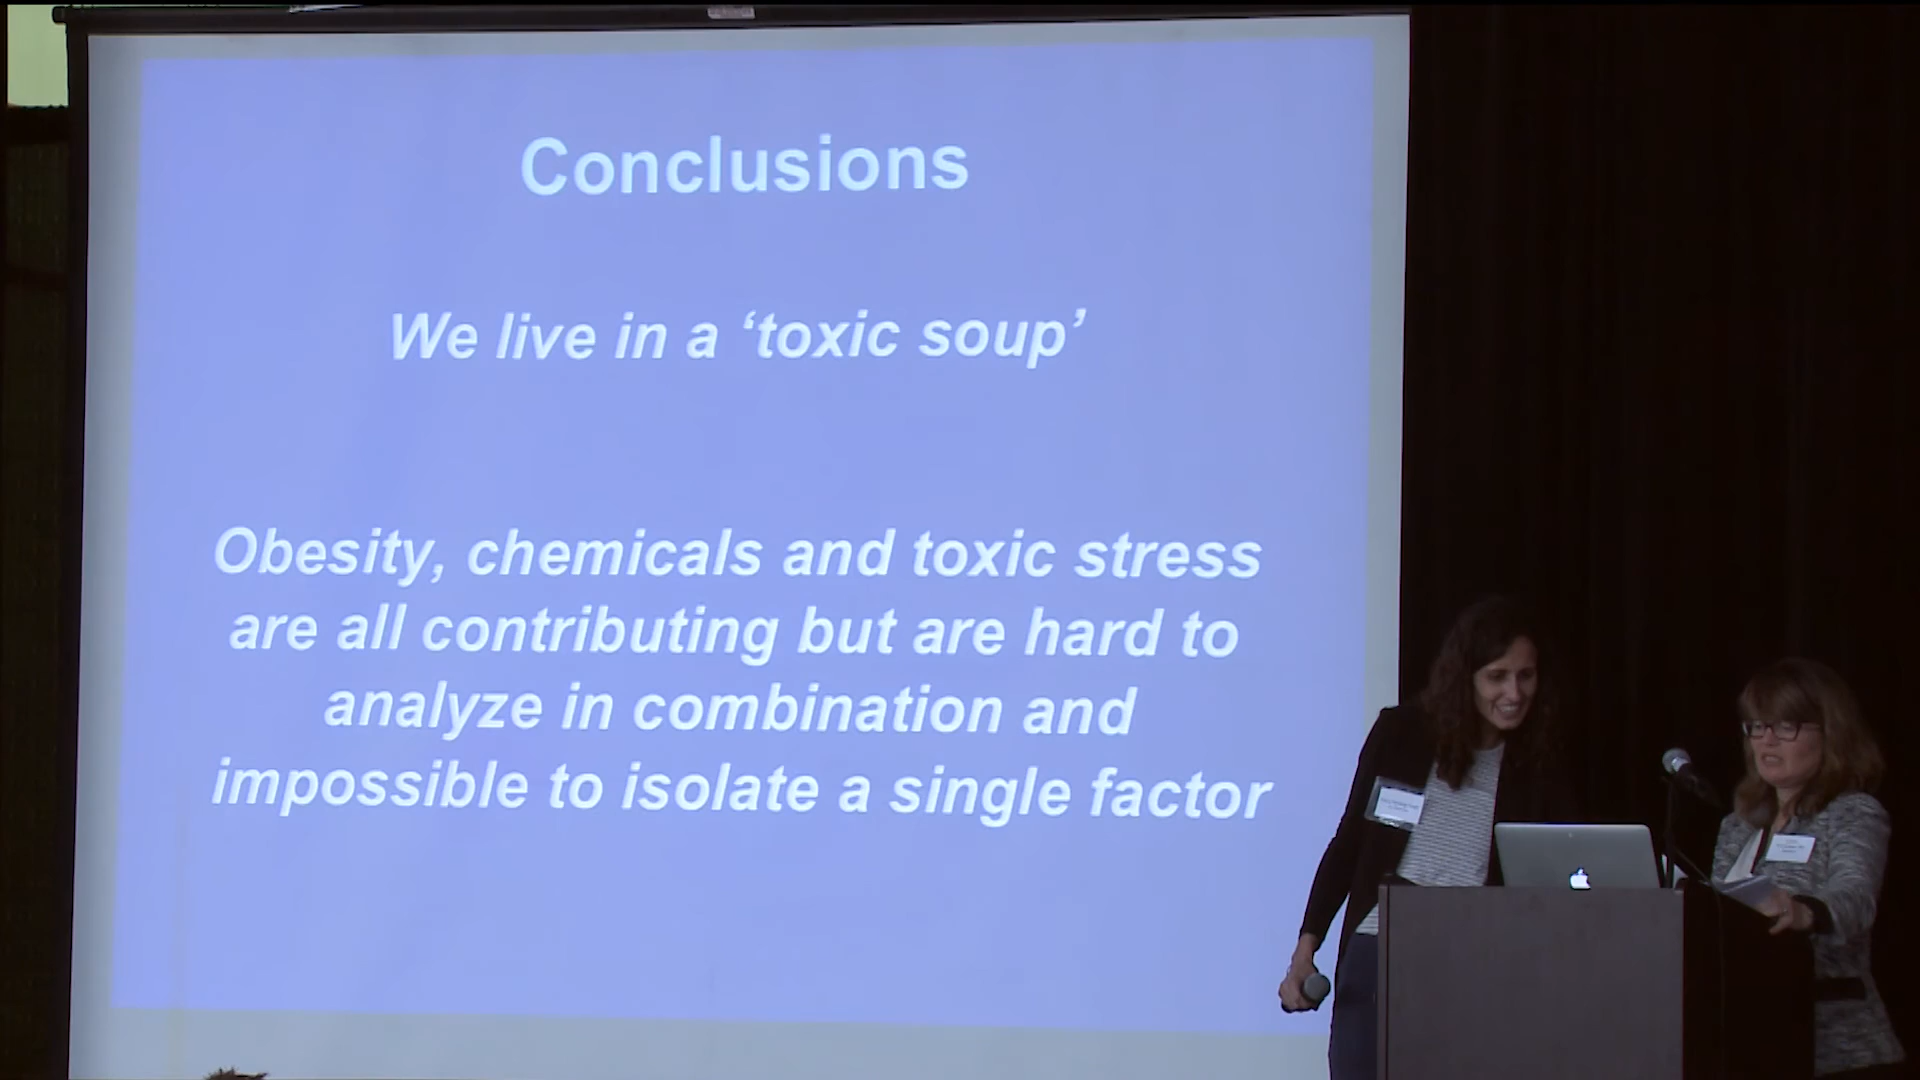 Conclusions
We live in a ‘toxic soup’
Obesity, chemicals and toxic stress
are all contributing but are hard to
analyze in combination and
impossible to isolate a single factor